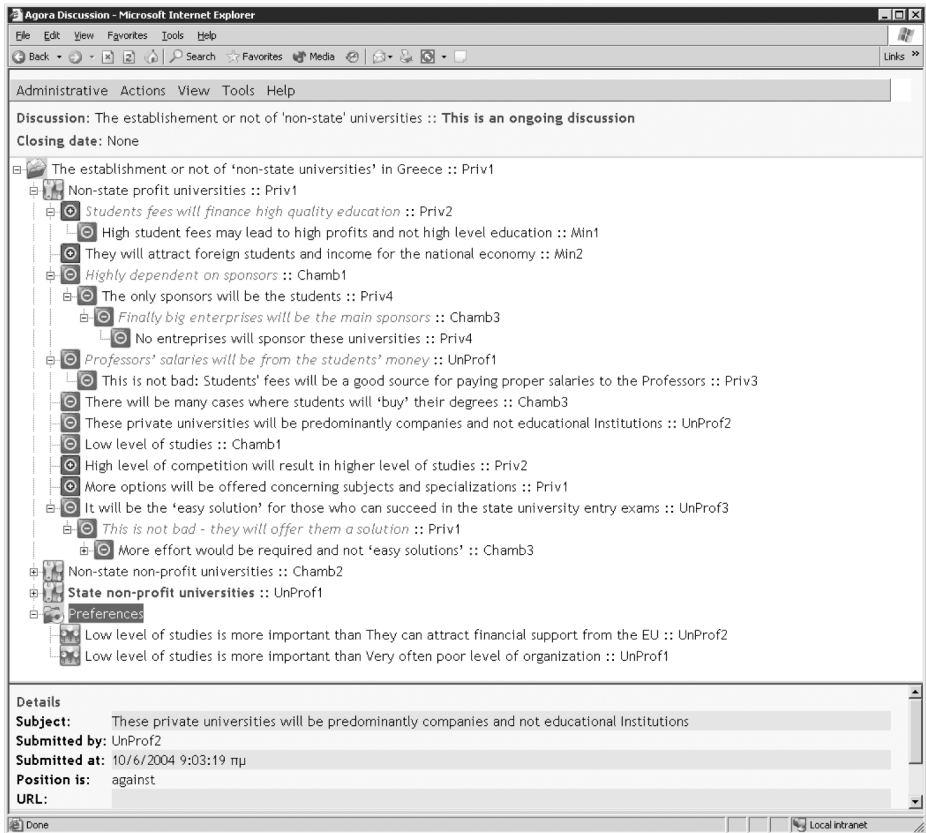 Agora Discussion - Microsoft Internet Explorer
File Edit View Favorites Tools Help
Back Search Favorites Media Links »
Administrative Actions View Tools Help
Discussion: The establishement or not of 'non-state' universities :: This is an ongoing discussion
Closing date: None
The establishment or not of ‘non-state universities’ in Greece :: Priv1
Non-state profit universities :: Priv1
Students fees will finance high quality education :: Priv2
High student fees may lead to high profits and not high level education :: Min1
They will attract foreign students and income for the national economy :: Min2
Highly dependent on sponsors :: Chamb1
The only sponsors will be the students :: Priv4
Finally big enterprises will be the main sponsors :: Chamb3
No entreprises will sponsor these universities :: Priv4
Professors’ salaries will be from the students’ money :: UnProf1
This is not bad: Students' fees will be a good source for paying proper salaries to the Professors :: Priv3
There will be many cases where students will ‘buy’ their degrees :: Chamb3
These private universities will be predominantly companies and not educational Institutions :: UnProf2
Low level of studies :: Chamb1
High level of competition will result in higher level of studies :: Priv2
More options will be offered concerning subjects and specializations :: Priv1
It will be the ‘easy solution’ for those who can succeed in the state university entry exams :: UnProf3
This is not bad - they will offer them a solution :: Priv1
More effort would be required and not ‘easy solutions’ :: Chamb3
Non-state non-profit universities :: Chamb2
State non-profit universities :: UnProf1
Preferences
Low level of studies is more important than They can attract financial support from the EU :: UnProf2
Low level of studies is more important than Very often poor level of organization :: UnProf1
Details
Subject: These private universities will be predominantly companies and not educational Institutions
Submitted by: UnProf2
Submitted at: 10/6/2004 9:03:19 πμ
Position is: against
URL:
Done Local intranet